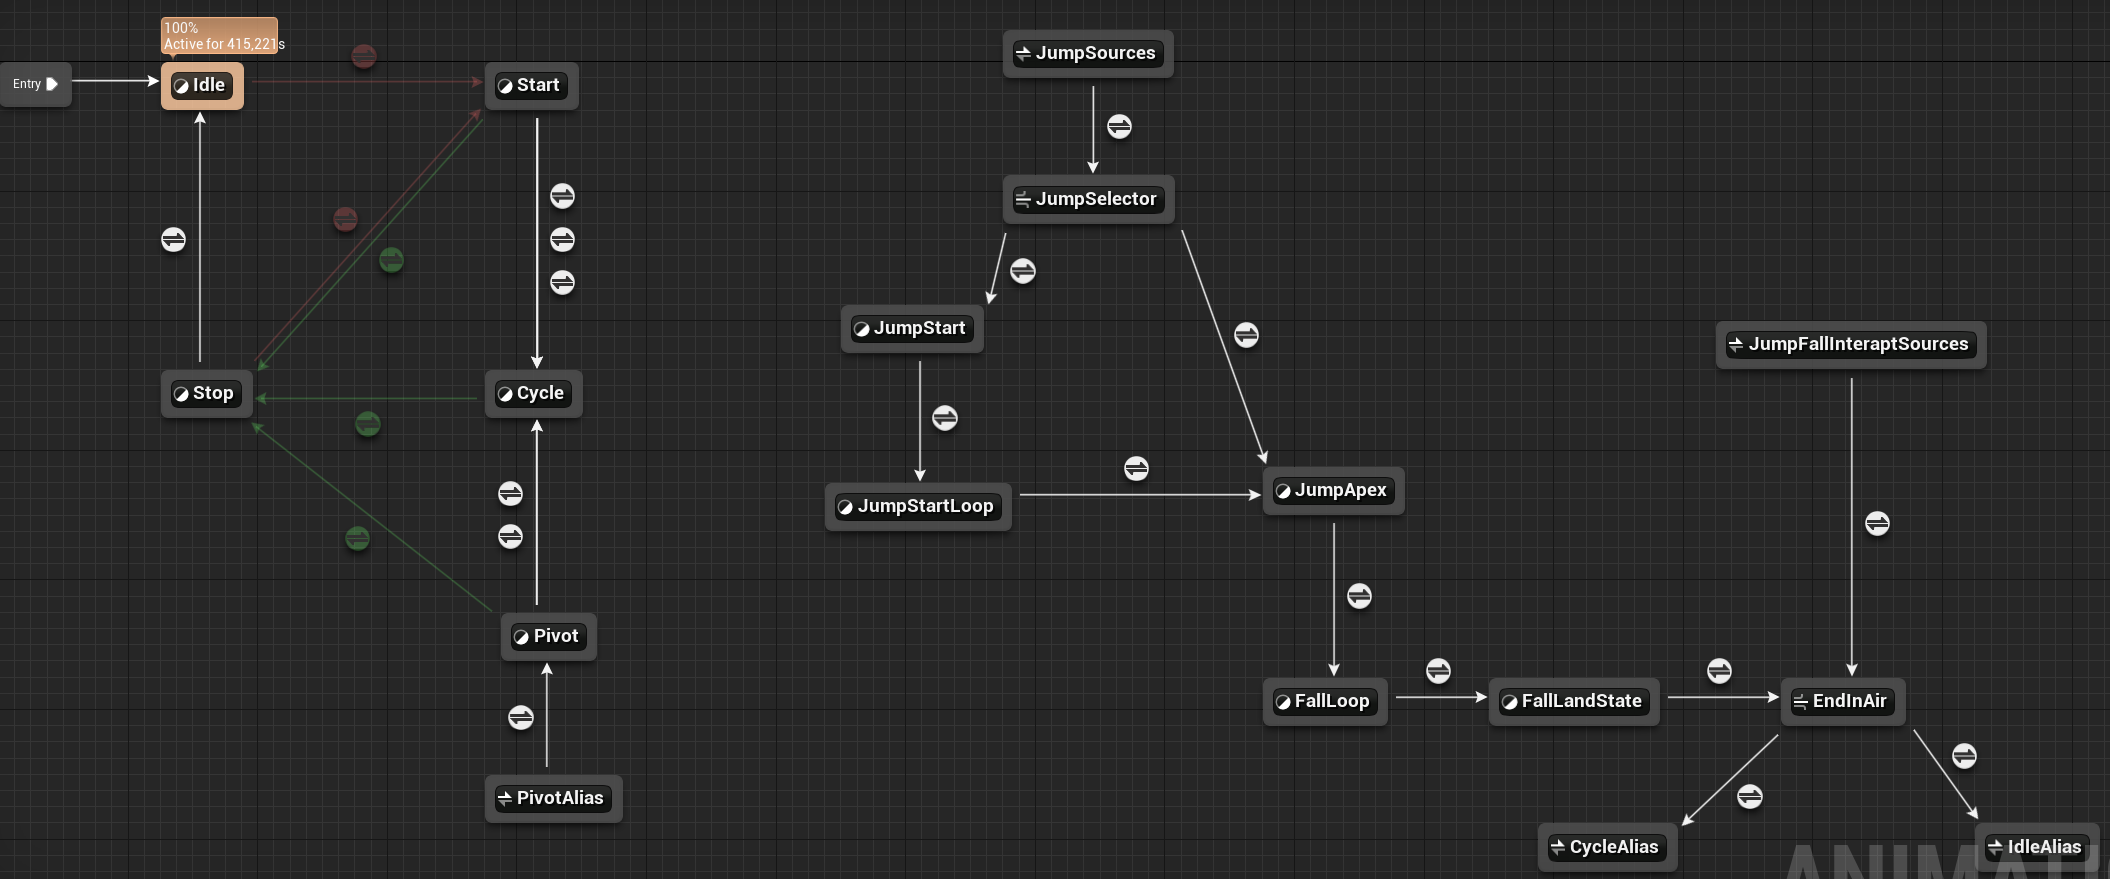 100%
Active for 415,221s
Entry
Idle
Start
JumpSources
JumpSelector
JumpStart
JumpFallInteraptSources
Stop
Cycle
JumpStartLoop
JumpApex
Pivot
FallLoop
FallLandState
EndInAir
PivotAlias
CycleAlias
IdleAlias